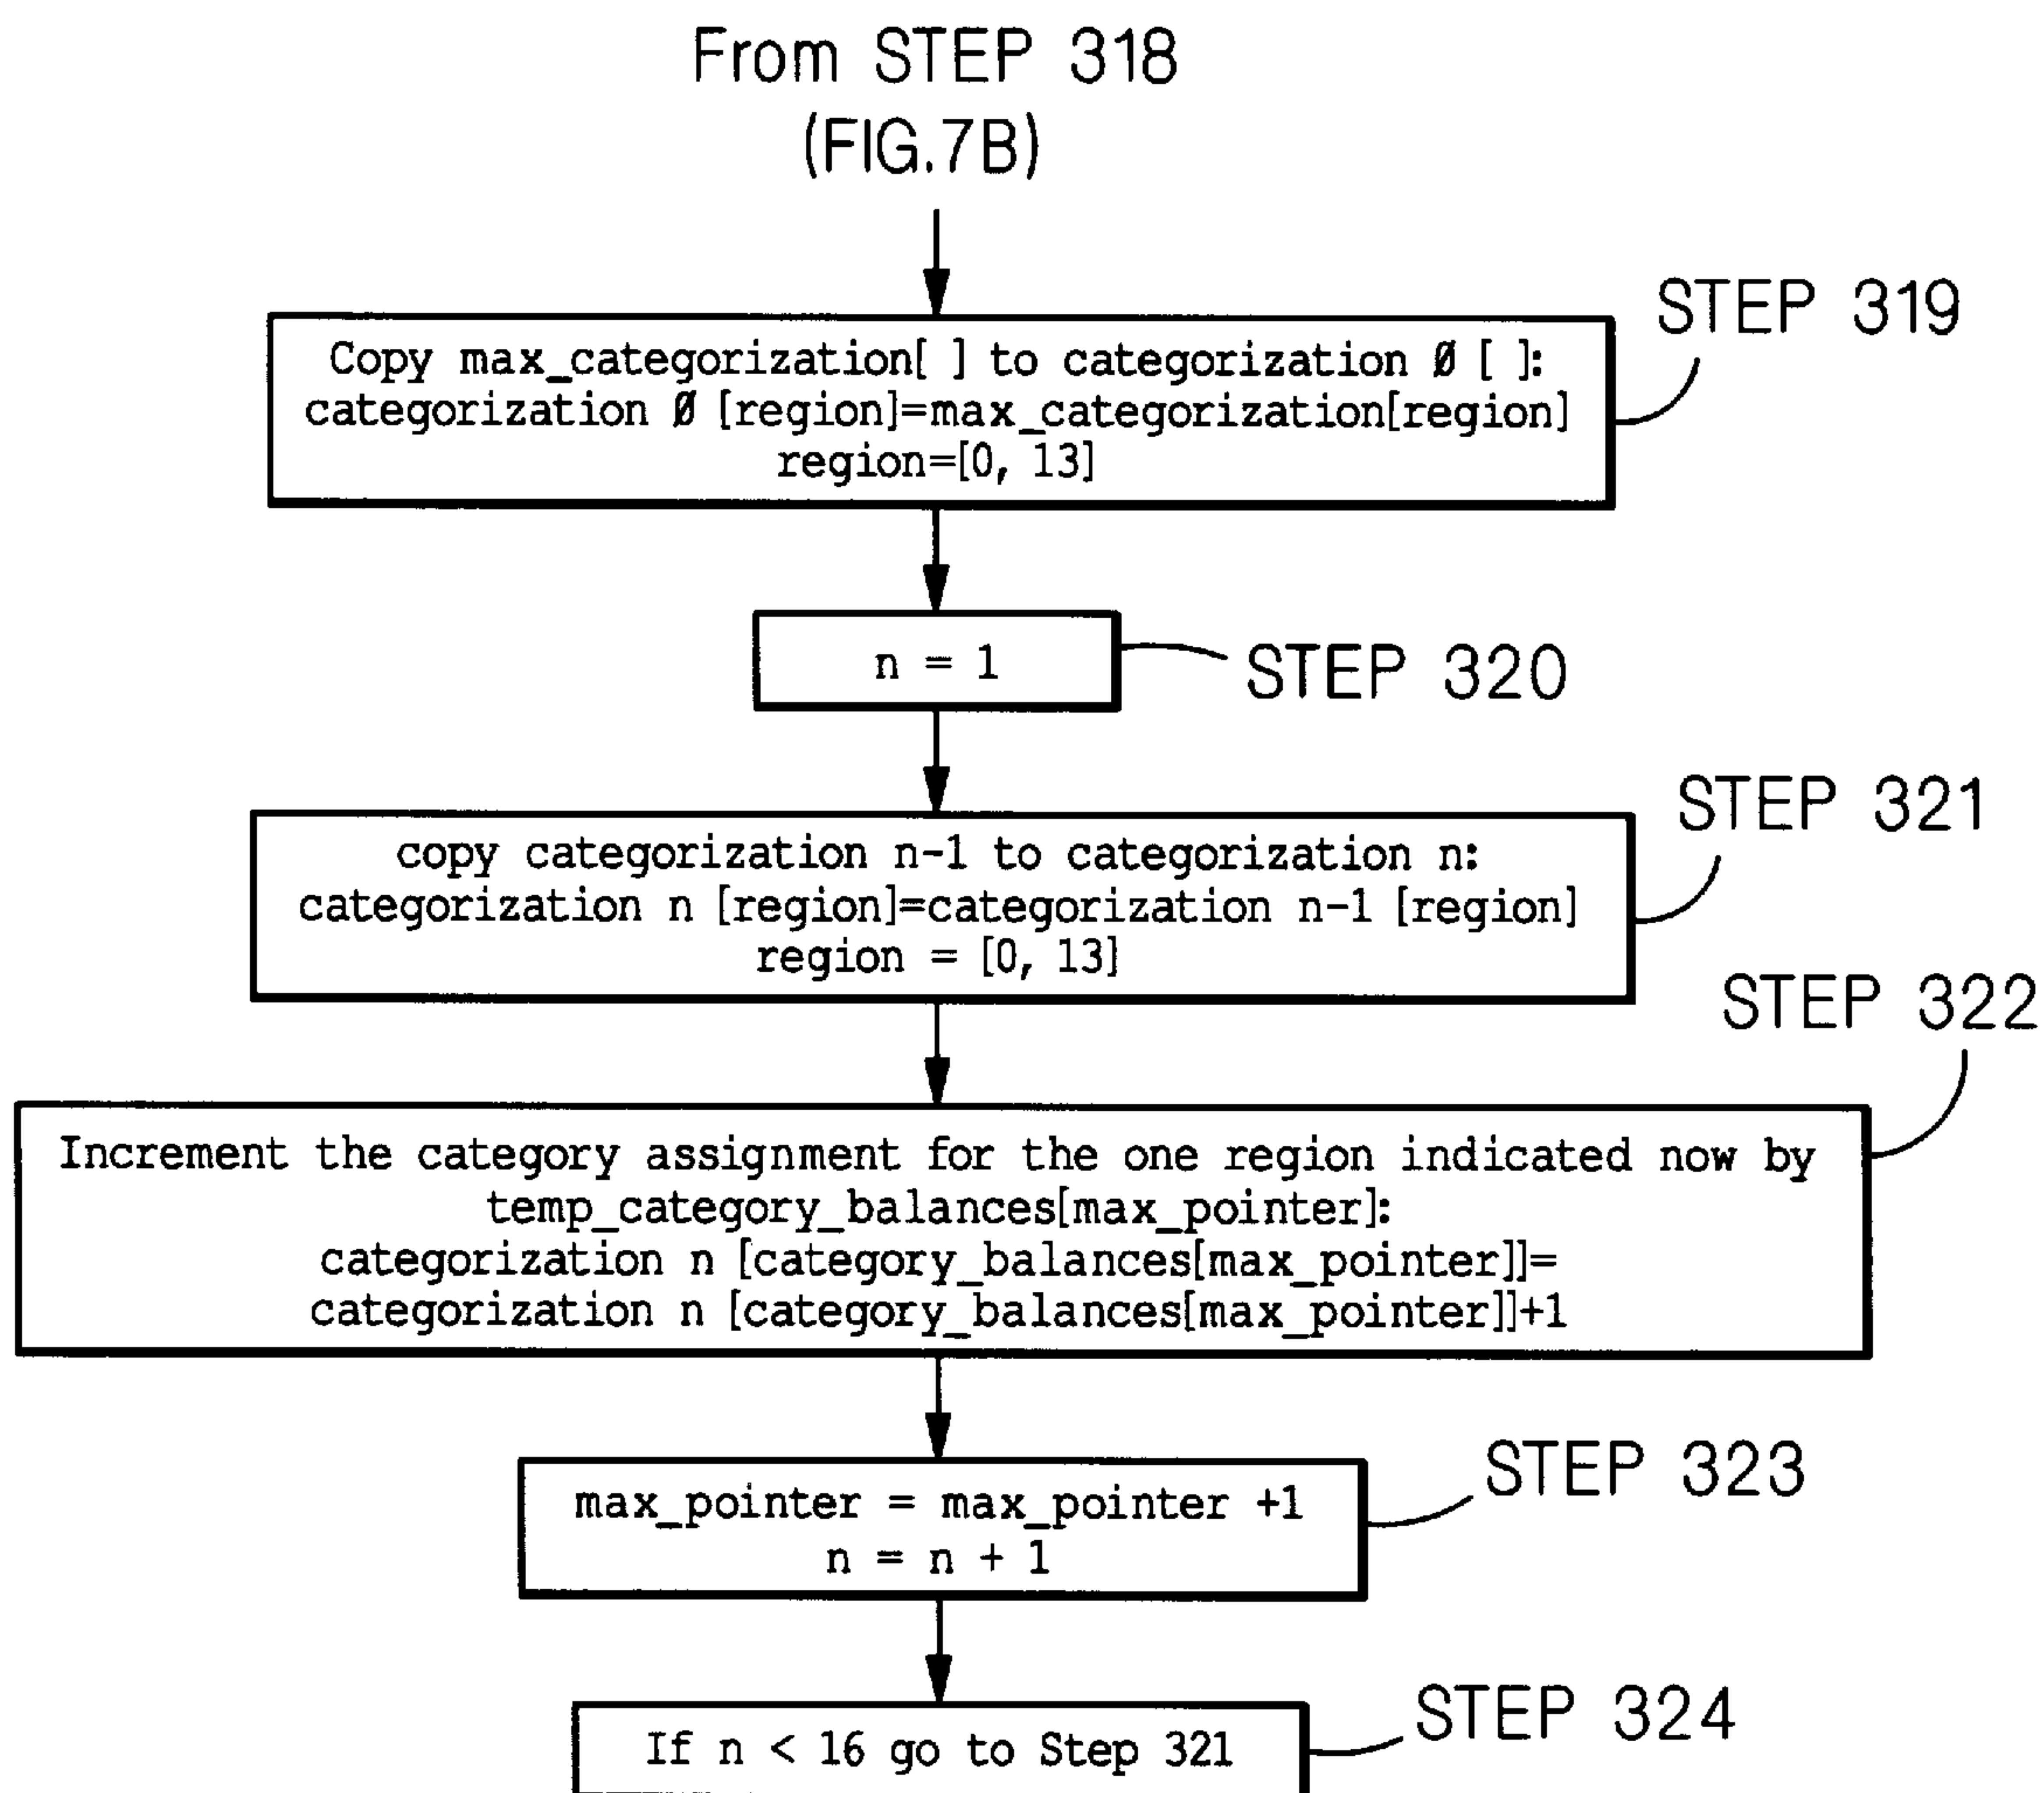 From STEP 318
(FIG.7B)
STEP 319
Copy max_categorization[ ] to categorization Ø [ ]:
categorization Ø [region]=max_categorization[region]
region=[0, 13]
n = 1
STEP 320
STEP 321
copy categorization n-1 to categorization n:
categorization n [region]=categorization n-1 [region]
region = [0, 13]
STEP 322
Increment the category assignment for the one region indicated now by
temp_category_balances[max_pointer]:
categorization n [category_balances[max_pointer]]=
categorization n [category_balances[max_pointer]]+1
STEP 323
max_pointer = max_pointer +1
n = n + 1
STEP 324
If n < 16 go to Step 321